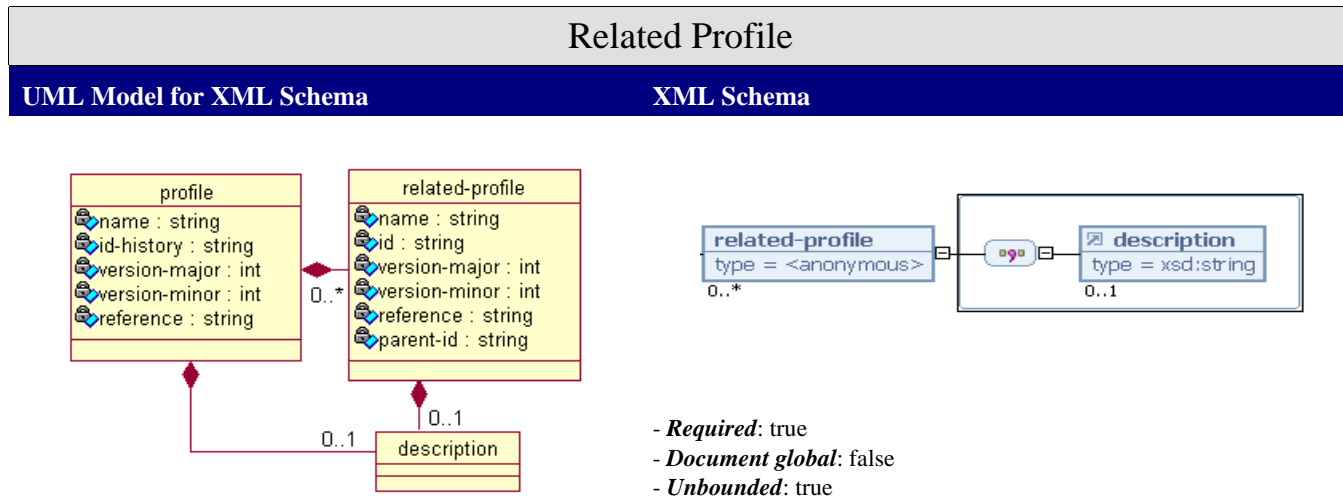 Related Profile
UML Model for XML Schema
XML Schema
profile
name : string
id-history : string
version-major : int
version-minor : int
reference : string
0..*
related-profile
name : string
id : string
version-major : int
version-minor : int
reference : string
parent-id : string
0..1
0..1
description
related-profile
type = <anonymous>
0..*
description
type = xsd:string
0..1
- Required: true
- Document global: false
- Unbounded: true